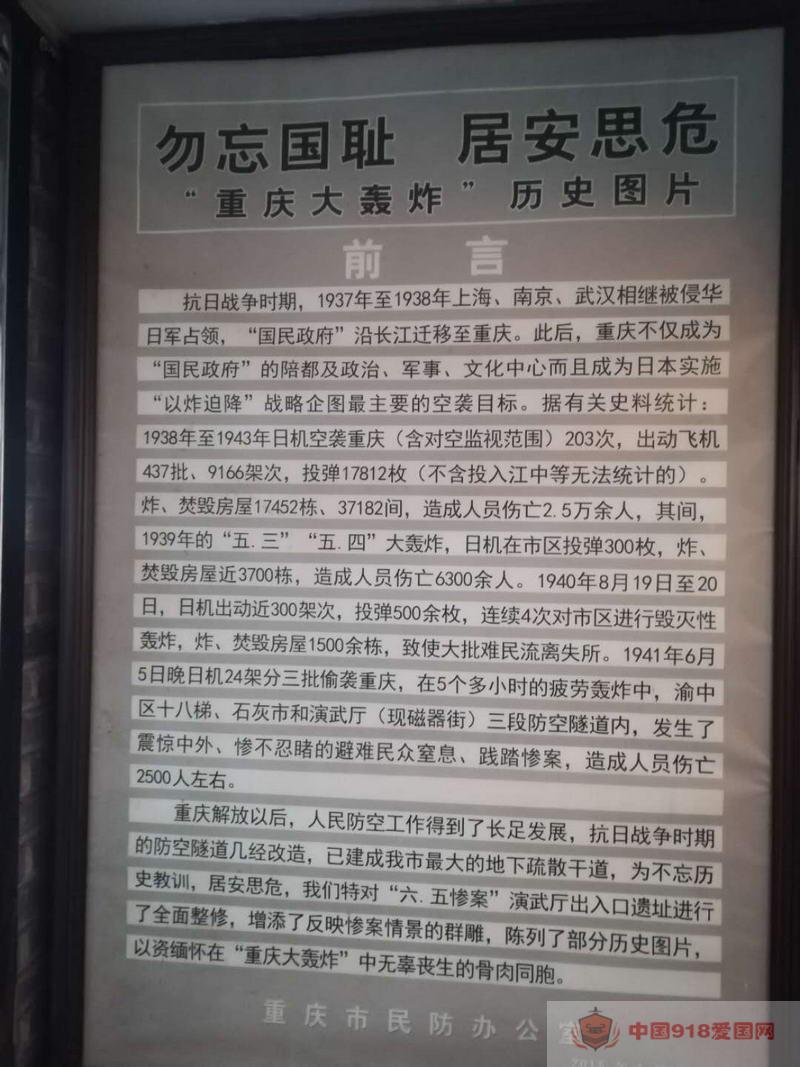 勿忘国耻 居安思危
“重庆大轰炸”历史图片
前 言
抗日战争时期，1937年至1938年上海、南京、武汉相继被侵华
日军占领，“国民政府”沿长江迁移至重庆。此后，重庆不仅成为
“国民政府”的陪都及政治、军事、文化中心而且成为日本实施
“以炸迫降”战略企图最主要的空袭目标。据有关史料统计：
1938年至1943年日机空袭重庆（含对空监视范围）203次，出动飞机
437批、9166架次，投弹17812枚（不含投入江中等无法统计的）。
炸、焚毁房屋17452栋、37182间，造成人员伤亡2.5万余人，其间，
1939年的“五.三”“五.四”大轰炸，日机在市区投弹300枚，炸、
焚毁房屋近3700栋，造成人员伤亡6300余人。1940年8月19日至20
日，日机出动近300架次，投弹500余枚，连续4次对市区进行毁灭性
轰炸，炸、焚毁房屋1500余栋，致使大批难民流离失所。1941年6月
5日晚日机24架分三批偷袭重庆，在5个多小时的疲劳轰炸中，渝中
区十八梯、石灰市和演武厅（现磁器街）三段防空隧道内，发生了
震惊中外、惨不忍睹的避难民众窒息、践踏惨案，造成人员伤亡
2500人左右。
重庆解放以后，人民防空工作得到了长足发展，抗日战争时期
的防空隧道几经改造，已建成我市最大的地下疏散干道，为不忘历
史教训，居安思危，我们特对“六.五惨案”演武厅出入口遗址进行
了全面整修，增添了反映惨案情景的群雕，陈列了部分历史图片，
以资缅怀在“重庆大轰炸”中无辜丧生的骨肉同胞。
重庆市民防办公室
中国918爱国网